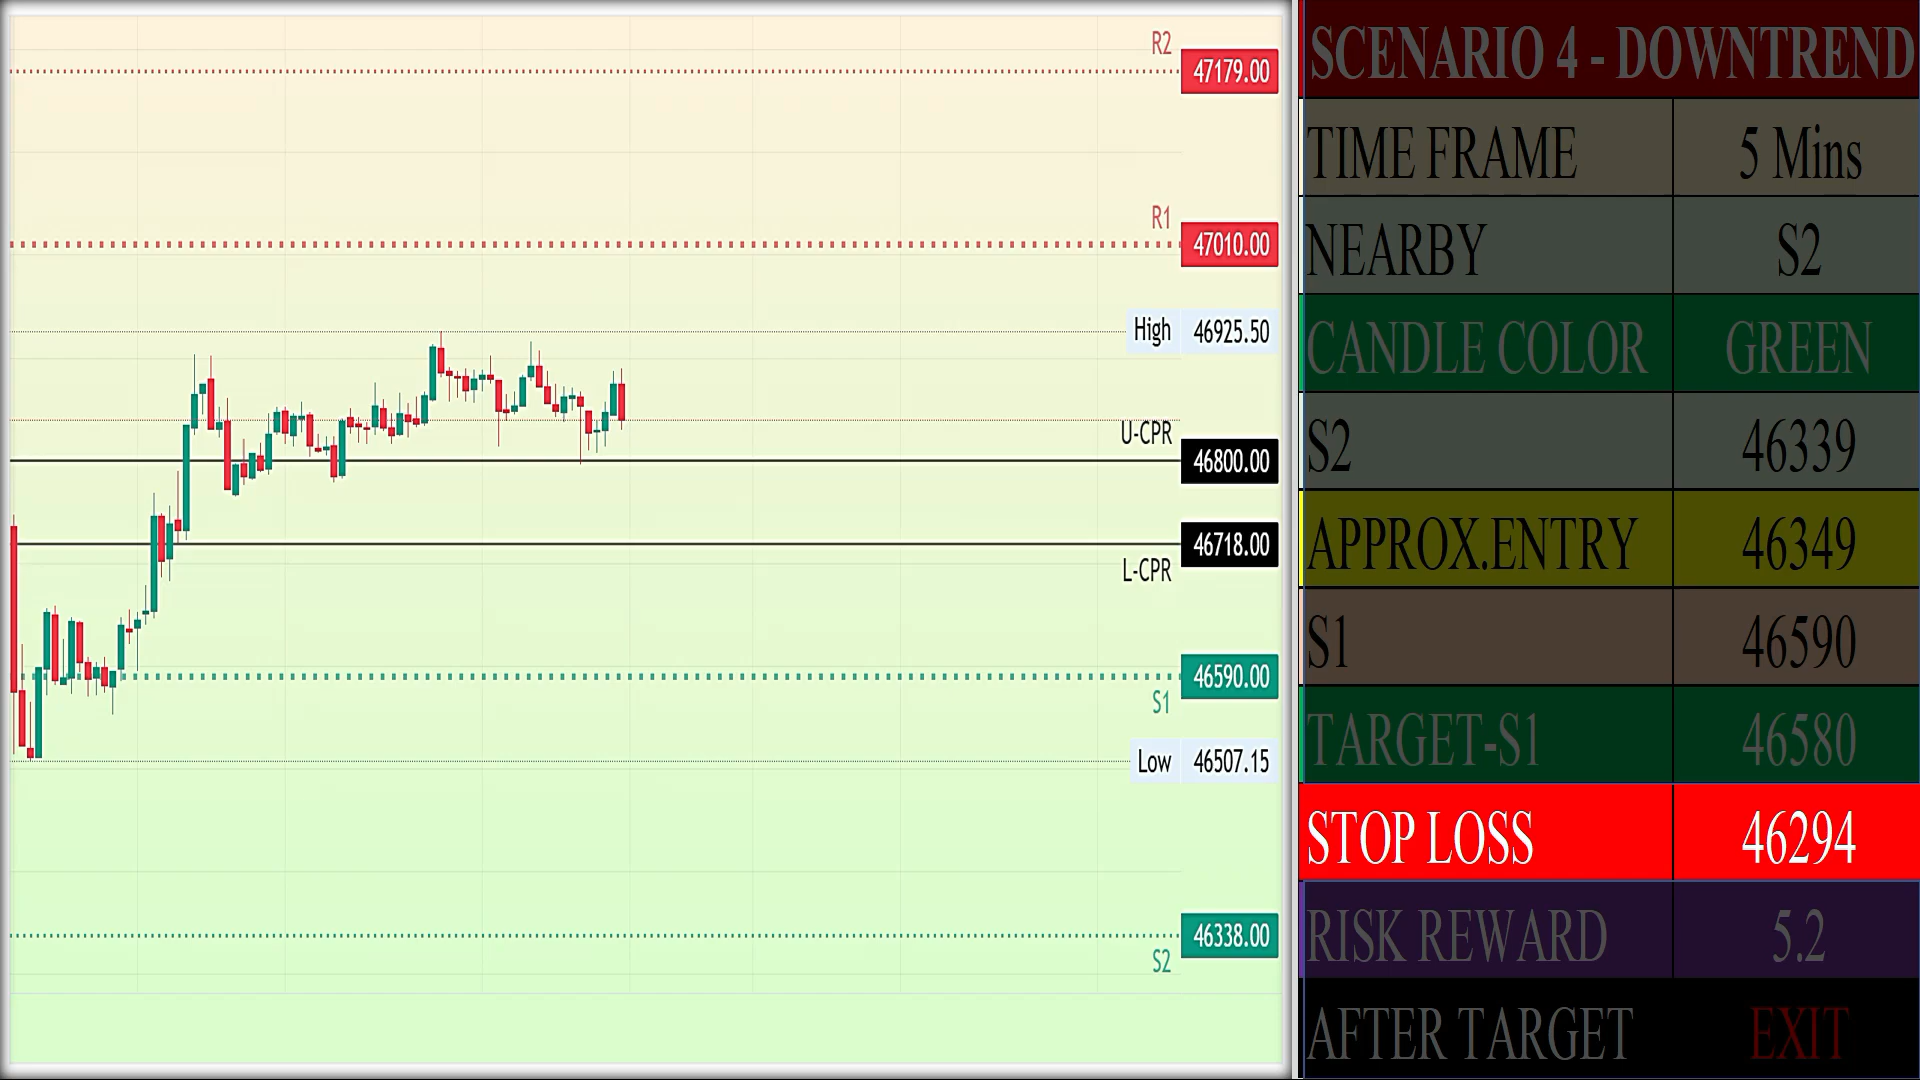 R2
47179.00
R1
47010.00
High 46925.50
U-CPR
46800.00
46718.00
L-CPR
46590.00
S1
Low 46507.15
46338.00
S2
SCENARIO 4 - DOWNTREND
TIME FRAME 5 Mins
NEARBY S2
CANDLE COLOR GREEN
S2 46339
APPROX.ENTRY 46349
S1 46590
TARGET-S1 46580
STOP LOSS 46294
RISK REWARD 5.2
AFTER TARGET EXIT